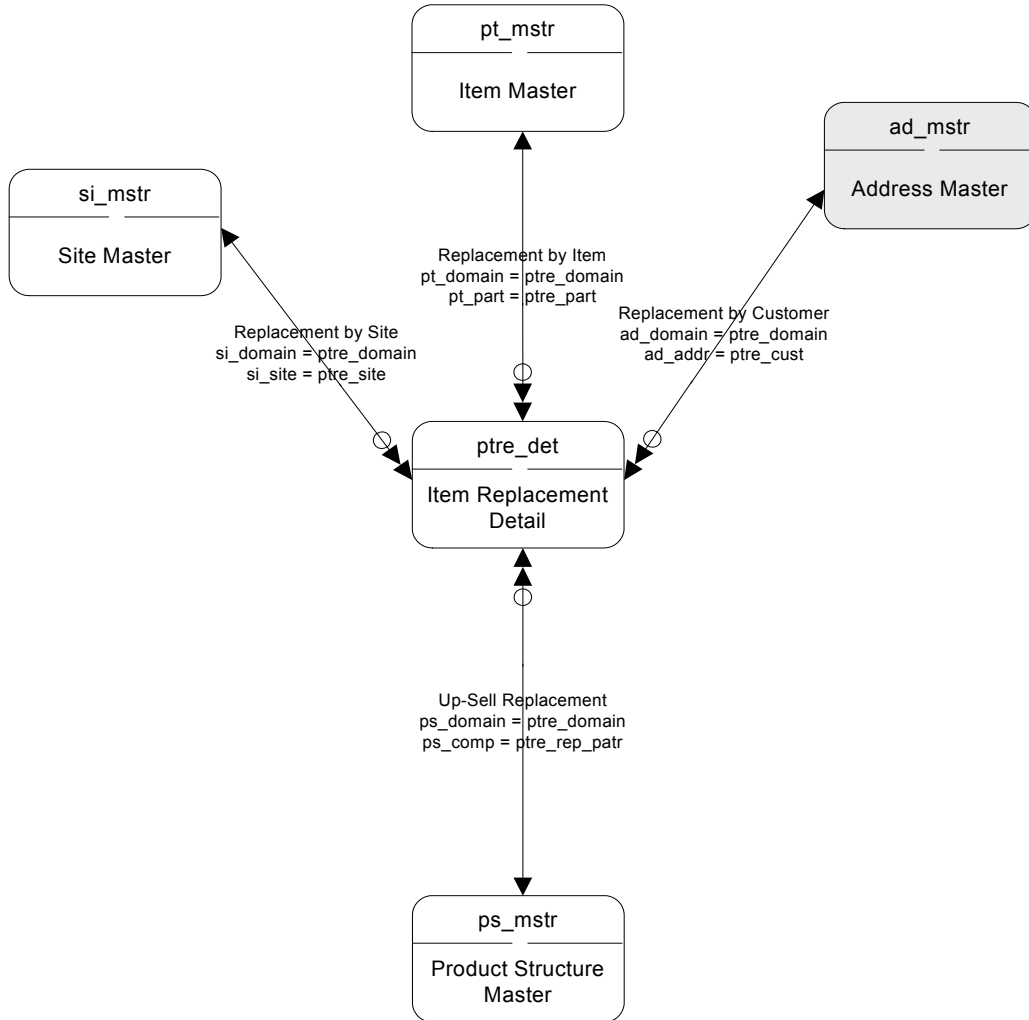 pt_mstr
Item Master
ad_mstr
Address Master
si_mstr
Site Master
Replacement by Item
pt_domain = ptre_domain
pt_part = ptre_part
Replacement by Customer
ad_domain = ptre_domain
ad_addr = ptre_cust
Replacement by Site
si_domain = ptre_domain
si_site = ptre_site
ptre_det
Item Replacement
Detail
Up-Sell Replacement
ps_domain = ptre_domain
ps_comp = ptre_rep_patr
ps_mstr
Product Structure
Master